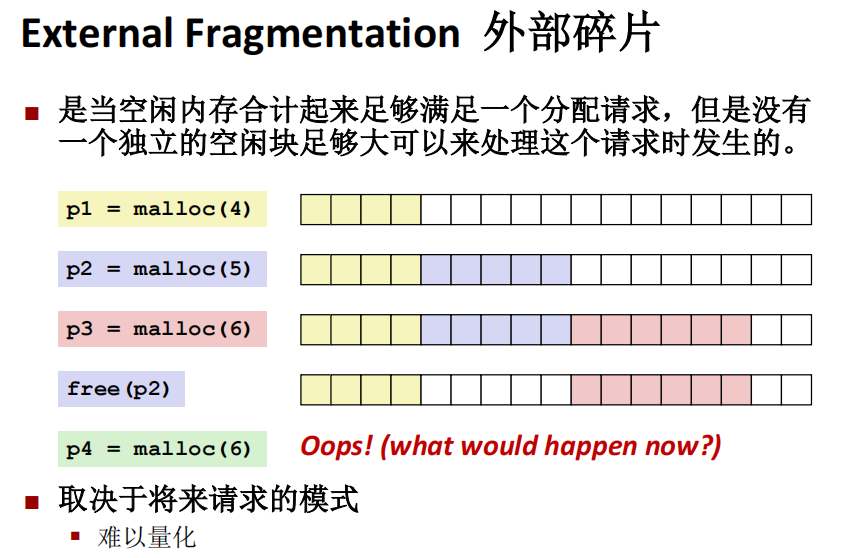 External Fragmentation 外部碎片
是当空闲内存合计起来足够满足一个分配请求，但是没有
一个独立的空闲块足够大可以来处理这个请求时发生的。
p1 = malloc(4)
p2 = malloc(5)
p3 = malloc(6)
free(p2)
p4 = malloc(6)
Oops! (what would happen now?)
取决于将来请求的模式
难以量化